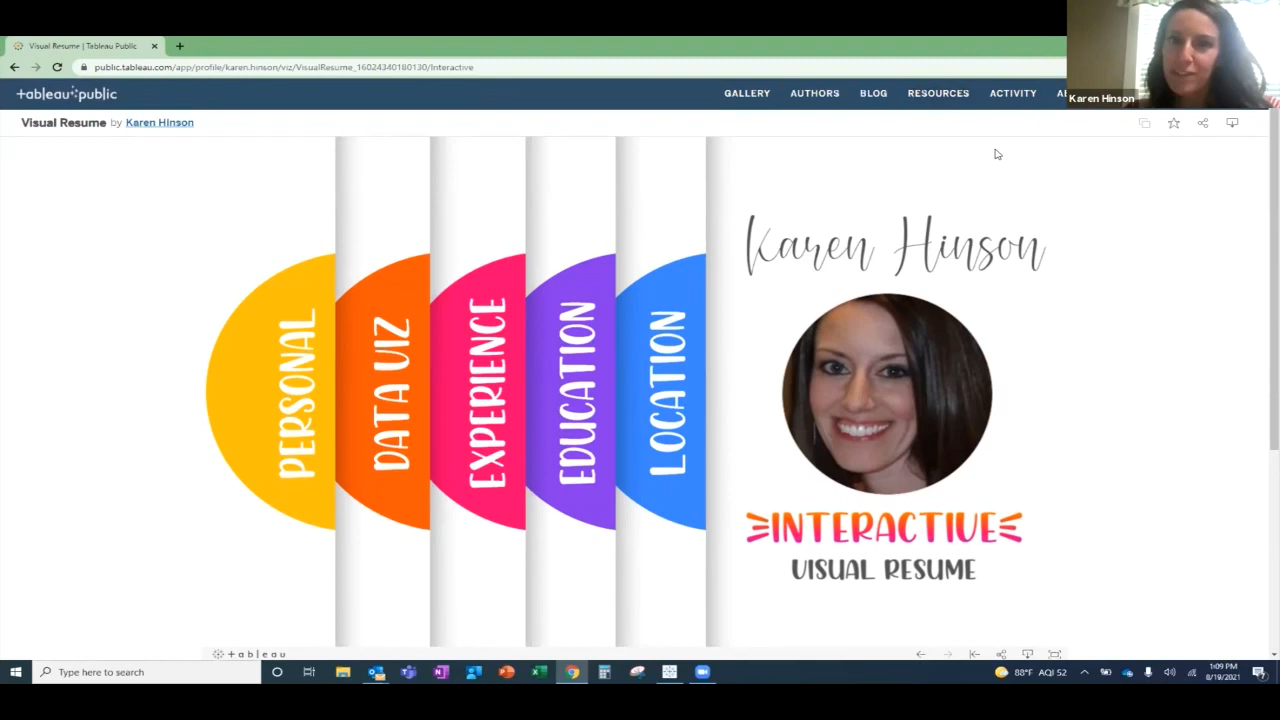 Visual Resume | Tableau Public
public.tableau.com/app/profile/karen.hinson/viz/VisualResume_16024340180130/Interactive
+ableau public
GALLERY AUTHORS BLOG RESOURCES ACTIVITY
Karen Hinson
Visual Resume by Karen Hinson
PERSONAL
DATA VIZ
EXPERIENCE
EDUCATION
LOCATION
Karen Hinson
INTERACTIVE
VISUAL RESUME
+ableau
Type here to search
88°F AQI 52
1:09 PM
8/19/2021